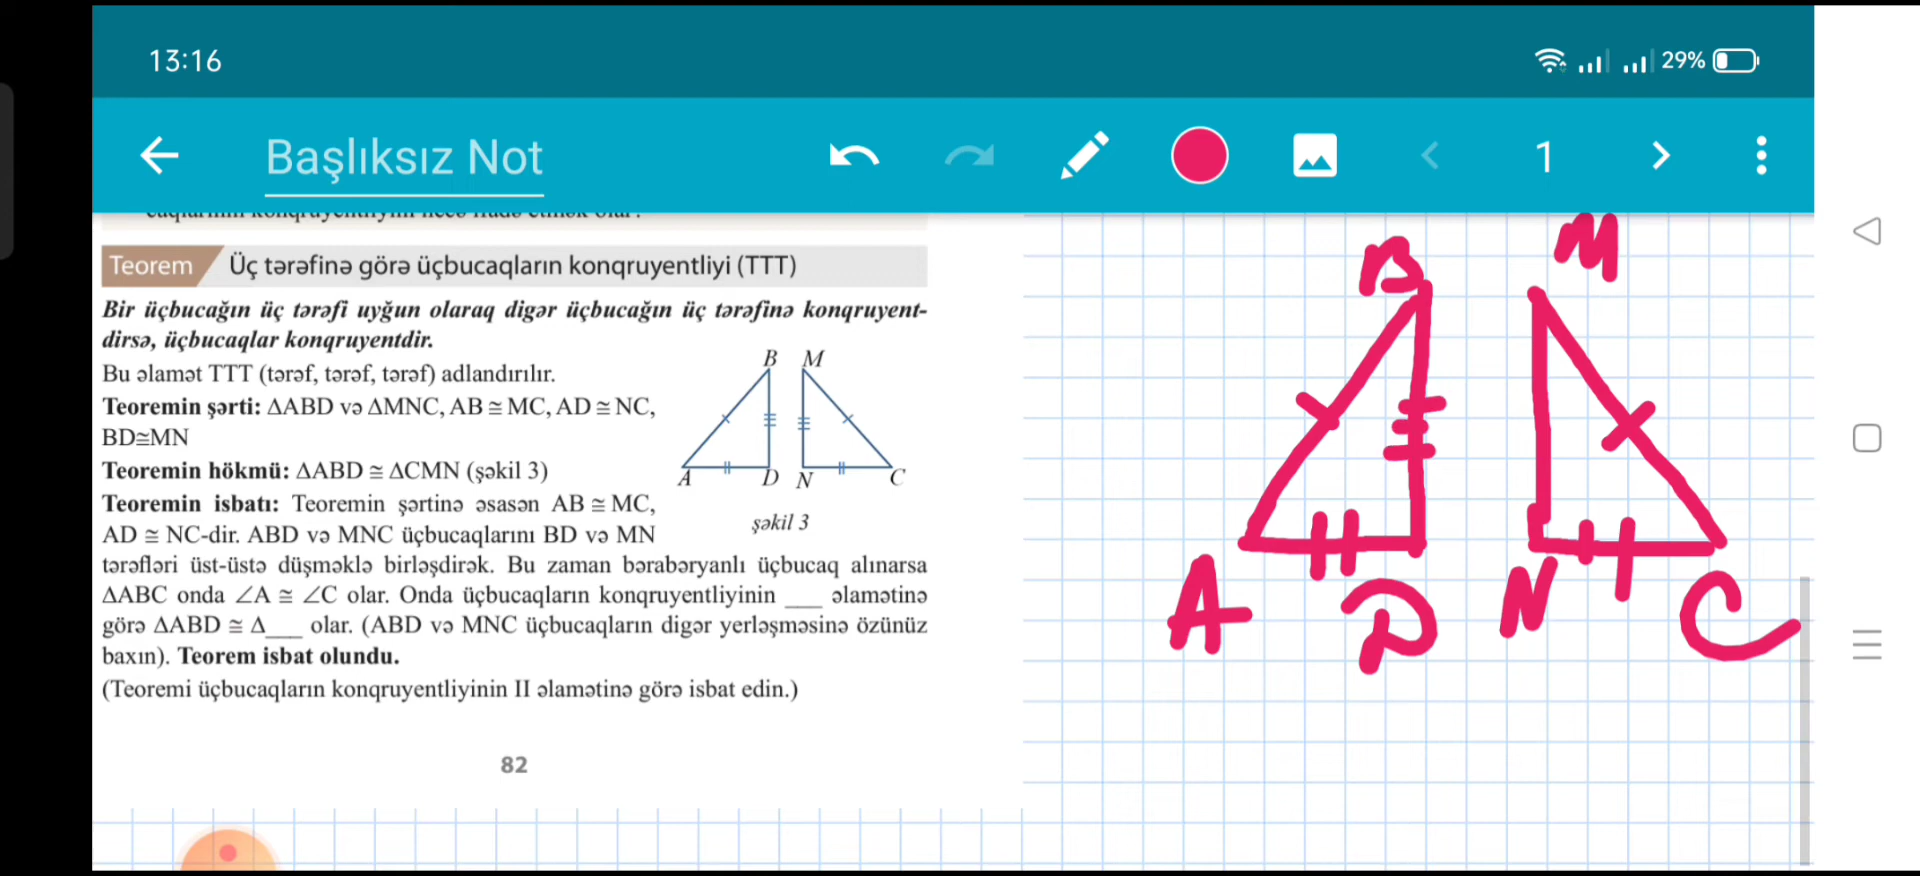 13:16
29%
Başlıksız Not
1
Teorem Üç tərəfinə görə üçbucaqların konqruyentliyi (TTT)
Bir üçbucağın üç tərəfi uyğun olaraq digər üçbucağın üç tərəfinə konqruyent-
dirsə, üçbucaqlar konqruyentdir.
Bu əlamət TTT (tərəf, tərəf, tərəf) adlandırılır.
Teoremin şərti: ΔABD və ΔMNC, AB ≅ MC, AD ≅ NC,
BD≅MN
Teoremin hökmü: ΔABD ≅ ΔCMN (şəkil 3)
Teoremin isbatı: Teoremin şərtinə əsasən AB ≅ MC,
AD ≅ NC-dir. ABD və MNC üçbucaqlarını BD və MN
tərəfləri üst-üstə düşməklə birləşdirək. Bu zaman bərabəryanlı üçbucaq alınarsa
ΔABC onda ∠A ≅ ∠C olar. Onda üçbucaqların konqruyentliyinin ___ əlamətinə
görə ΔABD ≅ Δ___ olar. (ABD və MNC üçbucaqların digər yerləşməsinə özünüz
baxın). Teorem isbat olundu.
(Teoremi üçbucaqların konqruyentliyinin II əlamətinə görə isbat edin.)
B M
A D N C
şəkil 3
82
B M
A D N C